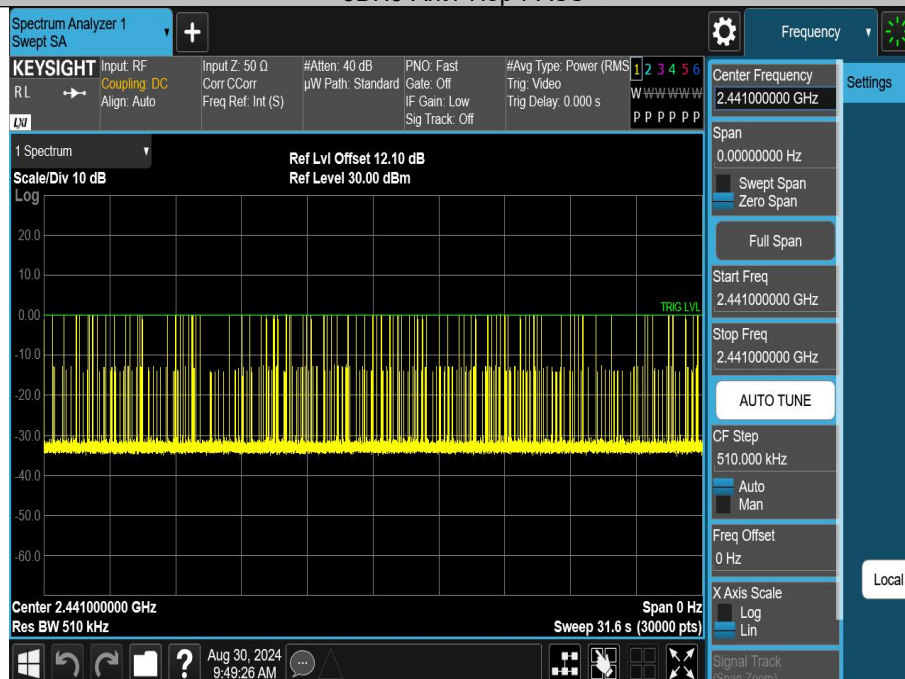 Spectrum Analyzer 1
Swept SA
+
Frequency
KEYSIGHT
RL
LXI
Input: RF
Coupling: DC
Align: Auto
Input Z: 50 Ω
Corr CCorr
Freq Ref: Int (S)
#Atten: 40 dB
µW Path: Standard
PNO: Fast
Gate: Off
IF Gain: Low
Sig Track: Off
#Avg Type: Power (RMS
Trig: Video
Trig Delay: 0.000 s
1 2 3 4 5 6
W W W W W W
P P P P P P
1 Spectrum
Scale/Div 10 dB
Ref Lvl Offset 12.10 dB
Ref Level 30.00 dBm
Log
20.0
10.0
0.00
TRIG LVL
-10.0
-20.0
-30.0
-40.0
-50.0
-60.0
Center 2.441000000 GHz
Span 0 Hz
Res BW 510 kHz
Sweep 31.6 s (30000 pts)
Center Frequency
2.441000000 GHz
Settings
Span
0.00000000 Hz
Swept Span
Zero Span
Full Span
Start Freq
2.441000000 GHz
Stop Freq
2.441000000 GHz
AUTO TUNE
CF Step
510.000 kHz
Auto
Man
Freq Offset
0 Hz
Local
X Axis Scale
Log
Lin
Signal Track
(Span Zoom)
?
Aug 30, 2024
9:49:26 AM